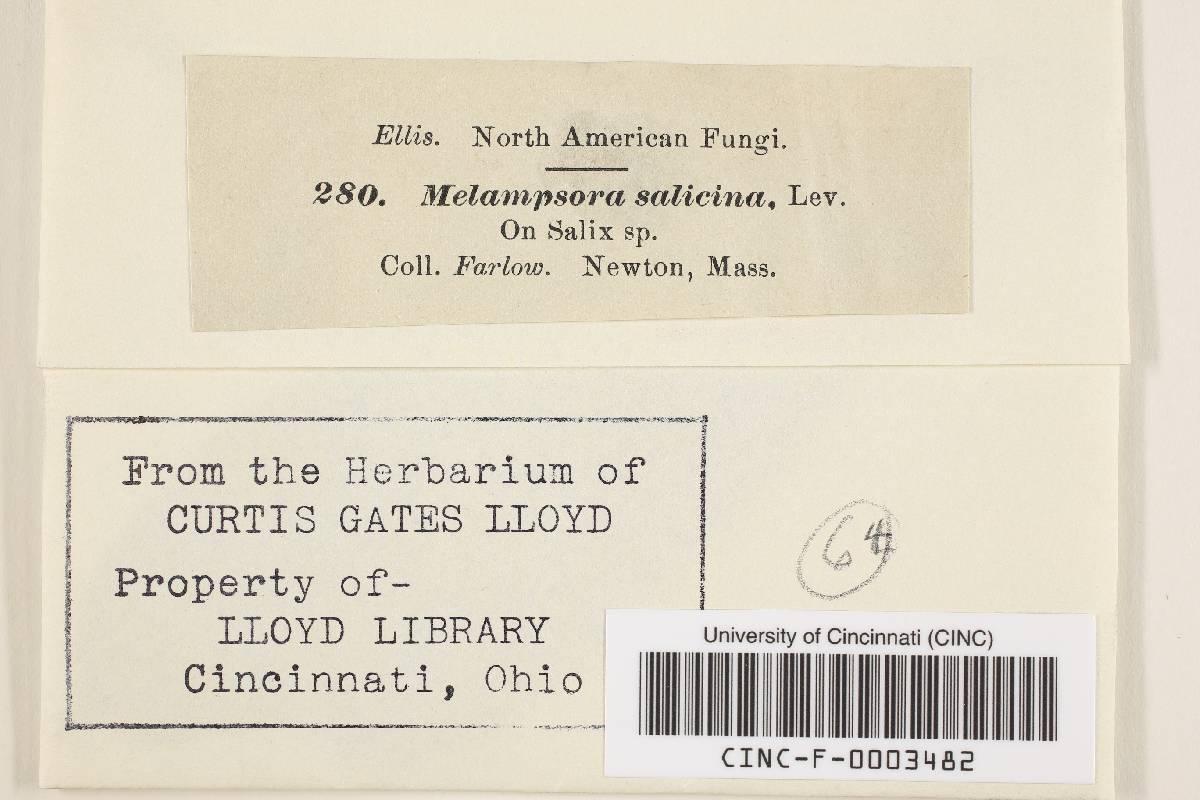 Ellis. North American Fungi.
280. Melampsora salicina, Lev.
On Salix sp.
Coll. Farlow. Newton, Mass.
From the Herbarium of
CURTIS GATES LLOYD
Property of-
LLOYD LIBRARY
Cincinnati, Ohio
64
University of Cincinnati (CINC)
CINC-F-0003482